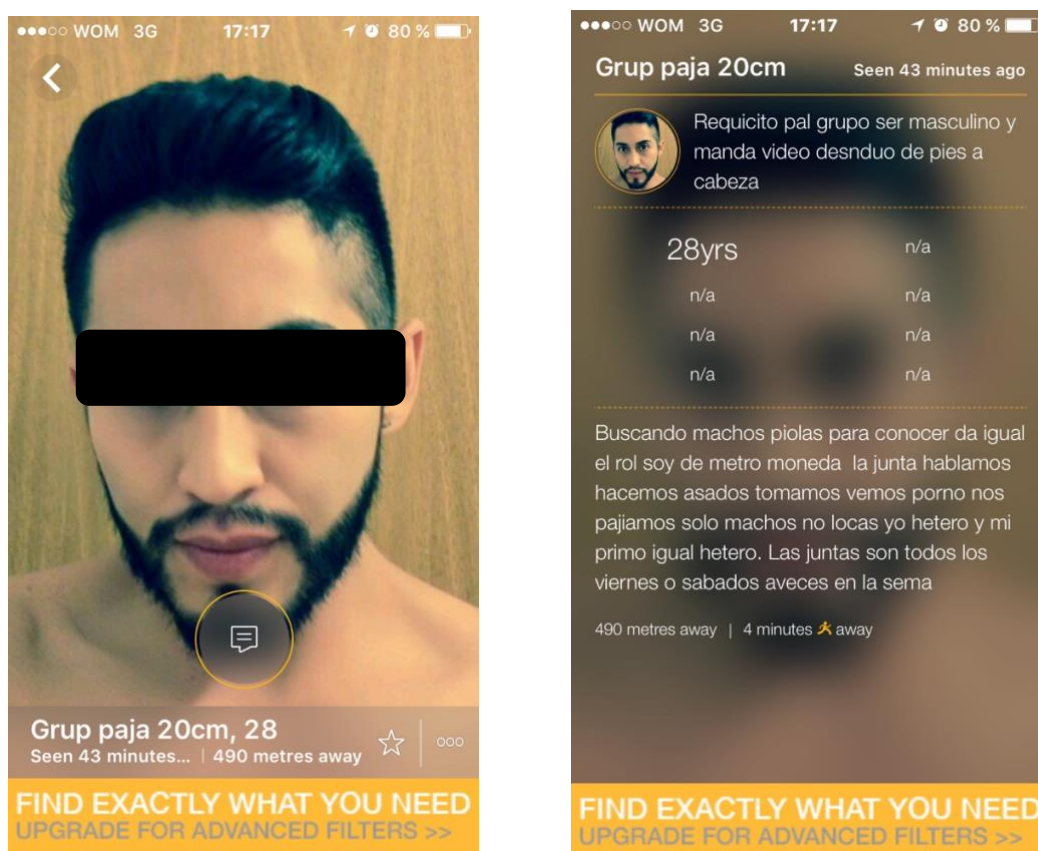 WOM 3G 17:17 80 %
Grup paja 20cm, 28
Seen 43 minutes... | 490 metres away
FIND EXACTLY WHAT YOU NEED
UPGRADE FOR ADVANCED FILTERS >>
WOM 3G 17:17 80 %
Grup paja 20cm Seen 43 minutes ago
Requicito pal grupo ser masculino y
manda video desnduo de pies a
cabeza
28yrs n/a
n/a n/a
n/a n/a
n/a n/a
Buscando machos piolas para conocer da igual
el rol soy de metro moneda la junta hablamos
hacemos asados tomamos vemos porno nos
pajiamos solo machos no locas yo hetero y mi
primo igual hetero. Las juntas son todos los
viernes o sabados aveces en la sema
490 metres away | 4 minutes away
FIND EXACTLY WHAT YOU NEED
UPGRADE FOR ADVANCED FILTERS >>